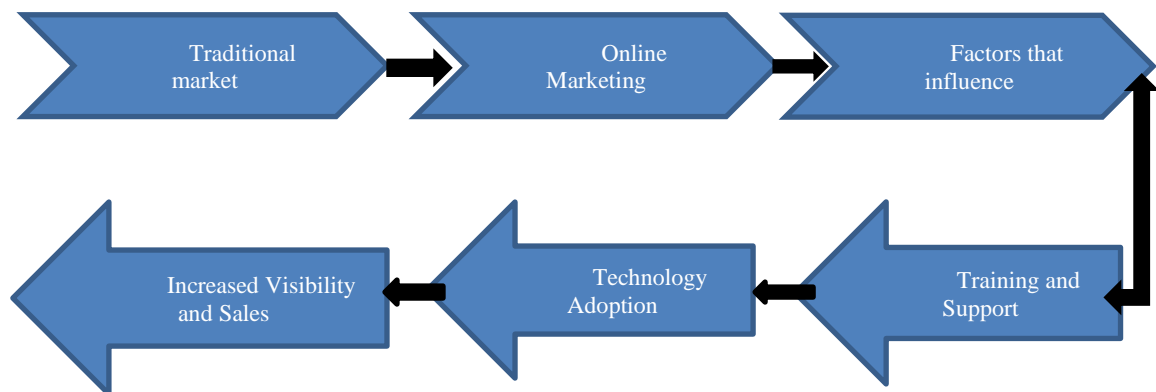 Traditional
market
Online
Marketing
Factors that
influence
Training and
Support
Technology
Adoption
Increased Visibility
and Sales